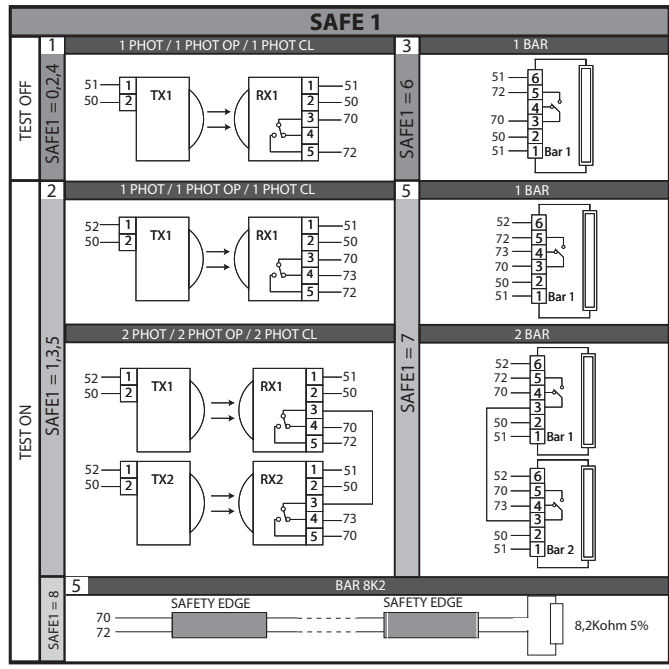 SAFE 1
TEST OFF
SAFE1 = 0,2,4
1
1 PHOT / 1 PHOT OP / 1 PHOT CL
51 1 TX1 RX1 1 51
50 2 2 50
3 70
4
5 72
SAFE1 = 6
3
1 BAR
51 6
72 5
4
70 3
50 2
51 1 Bar 1
TEST ON
SAFE1 = 1,3,5
2
1 PHOT / 1 PHOT OP / 1 PHOT CL
52 1 TX1 RX1 1 51
50 2 2 50
3 70
4 73
5 72
2 PHOT / 2 PHOT OP / 2 PHOT CL
52 1 TX1 RX1 1 51
50 2 2 50
3
4 70
5 72
52 1 TX2 RX2 1 51
50 2 2 50
3
4 73
5 70
SAFE1 = 7
5
1 BAR
52 6
72 5
73 4
70 3
50 2
51 1 Bar 1
2 BAR
52 6
72 5
70 4
3
50 2
51 1 Bar 1
52 6
70 5
73 4
3
50 2
51 1 Bar 2
SAFE1 = 8
5
BAR 8K2
SAFETY EDGE SAFETY EDGE
70
72
8,2Kohm 5%